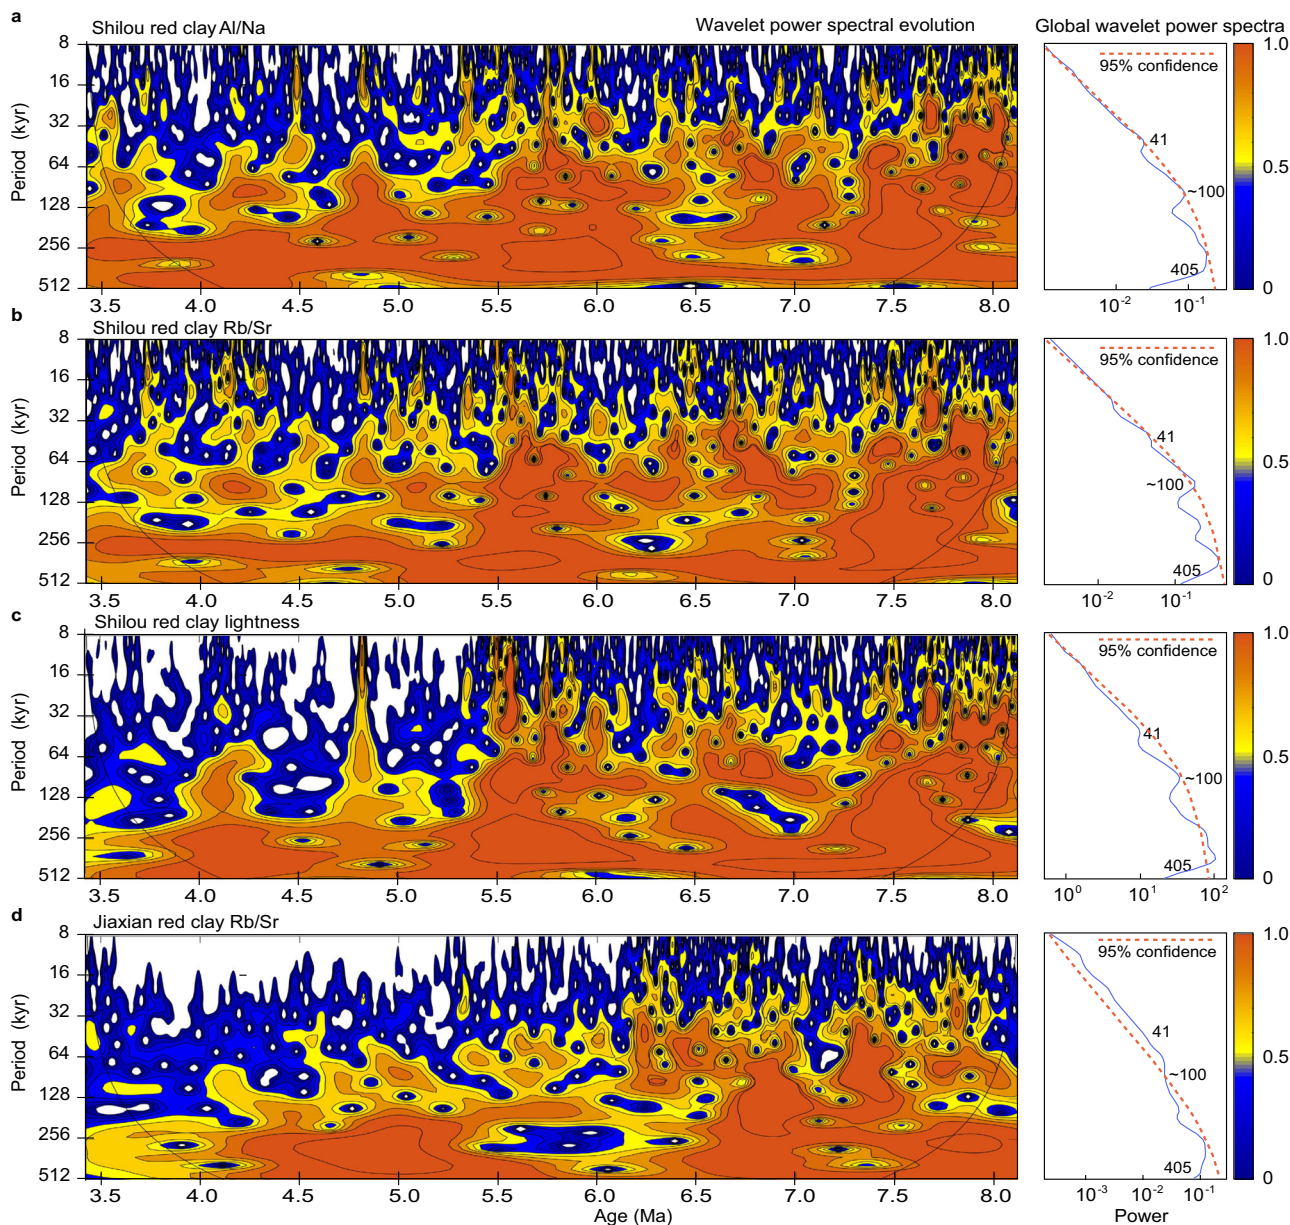 a
Shilou red clay Al/Na
Wavelet power spectral evolution
Global wavelet power spectra
8
16
32
64
128
256
512
Period (kyr)
3.5 4.0 4.5 5.0 5.5 6.0 6.5 7.0 7.5 8.0
95% confidence
41
~100
405
10-2 10-1
1.0
0.5
0
b
Shilou red clay Rb/Sr
8
16
32
64
128
256
512
Period (kyr)
3.5 4.0 4.5 5.0 5.5 6.0 6.5 7.0 7.5 8.0
95% confidence
41
~100
405
10-2 10-1
1.0
0.5
0
c
Shilou red clay lightness
8
16
32
64
128
256
512
Period (kyr)
3.5 4.0 4.5 5.0 5.5 6.0 6.5 7.0 7.5 8.0
95% confidence
41
~100
405
100 101 102
1.0
0.5
0
d
Jiaxian red clay Rb/Sr
8
16
32
64
128
256
512
Period (kyr)
3.5 4.0 4.5 5.0 5.5 6.0 6.5 7.0 7.5 8.0
Age (Ma)
95% confidence
41
~100
405
10-3 10-2 10-1
Power
1.0
0.5
0